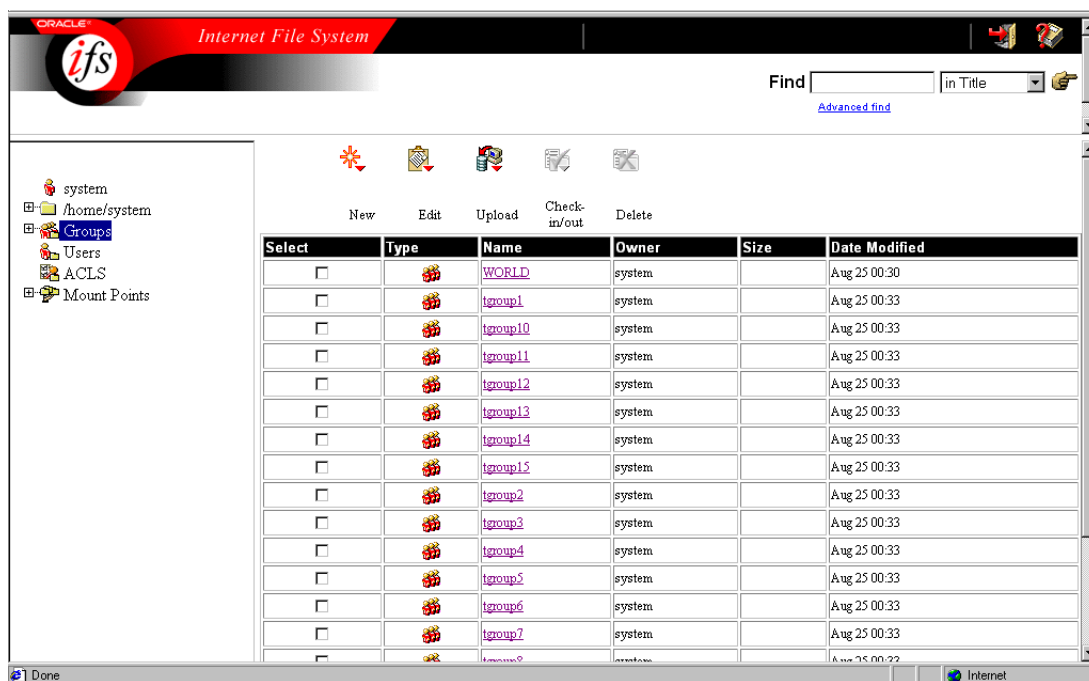 ORACLE®
ifs
Internet File System
Find
in Title
Advanced find
system
/home/system
Groups
Users
ACLS
Mount Points
New
Edit
Upload
Check-
in/out
Delete
Select Type Name Owner Size Date Modified
WORLD system Aug 25 00:30
tgroup1 system Aug 25 00:33
tgroup10 system Aug 25 00:33
tgroup11 system Aug 25 00:33
tgroup12 system Aug 25 00:33
tgroup13 system Aug 25 00:33
tgroup14 system Aug 25 00:33
tgroup15 system Aug 25 00:33
tgroup2 system Aug 25 00:33
tgroup3 system Aug 25 00:33
tgroup4 system Aug 25 00:33
tgroup5 system Aug 25 00:33
tgroup6 system Aug 25 00:33
tgroup7 system Aug 25 00:33
tgroup8 system Aug 25 00:33
Done
Internet